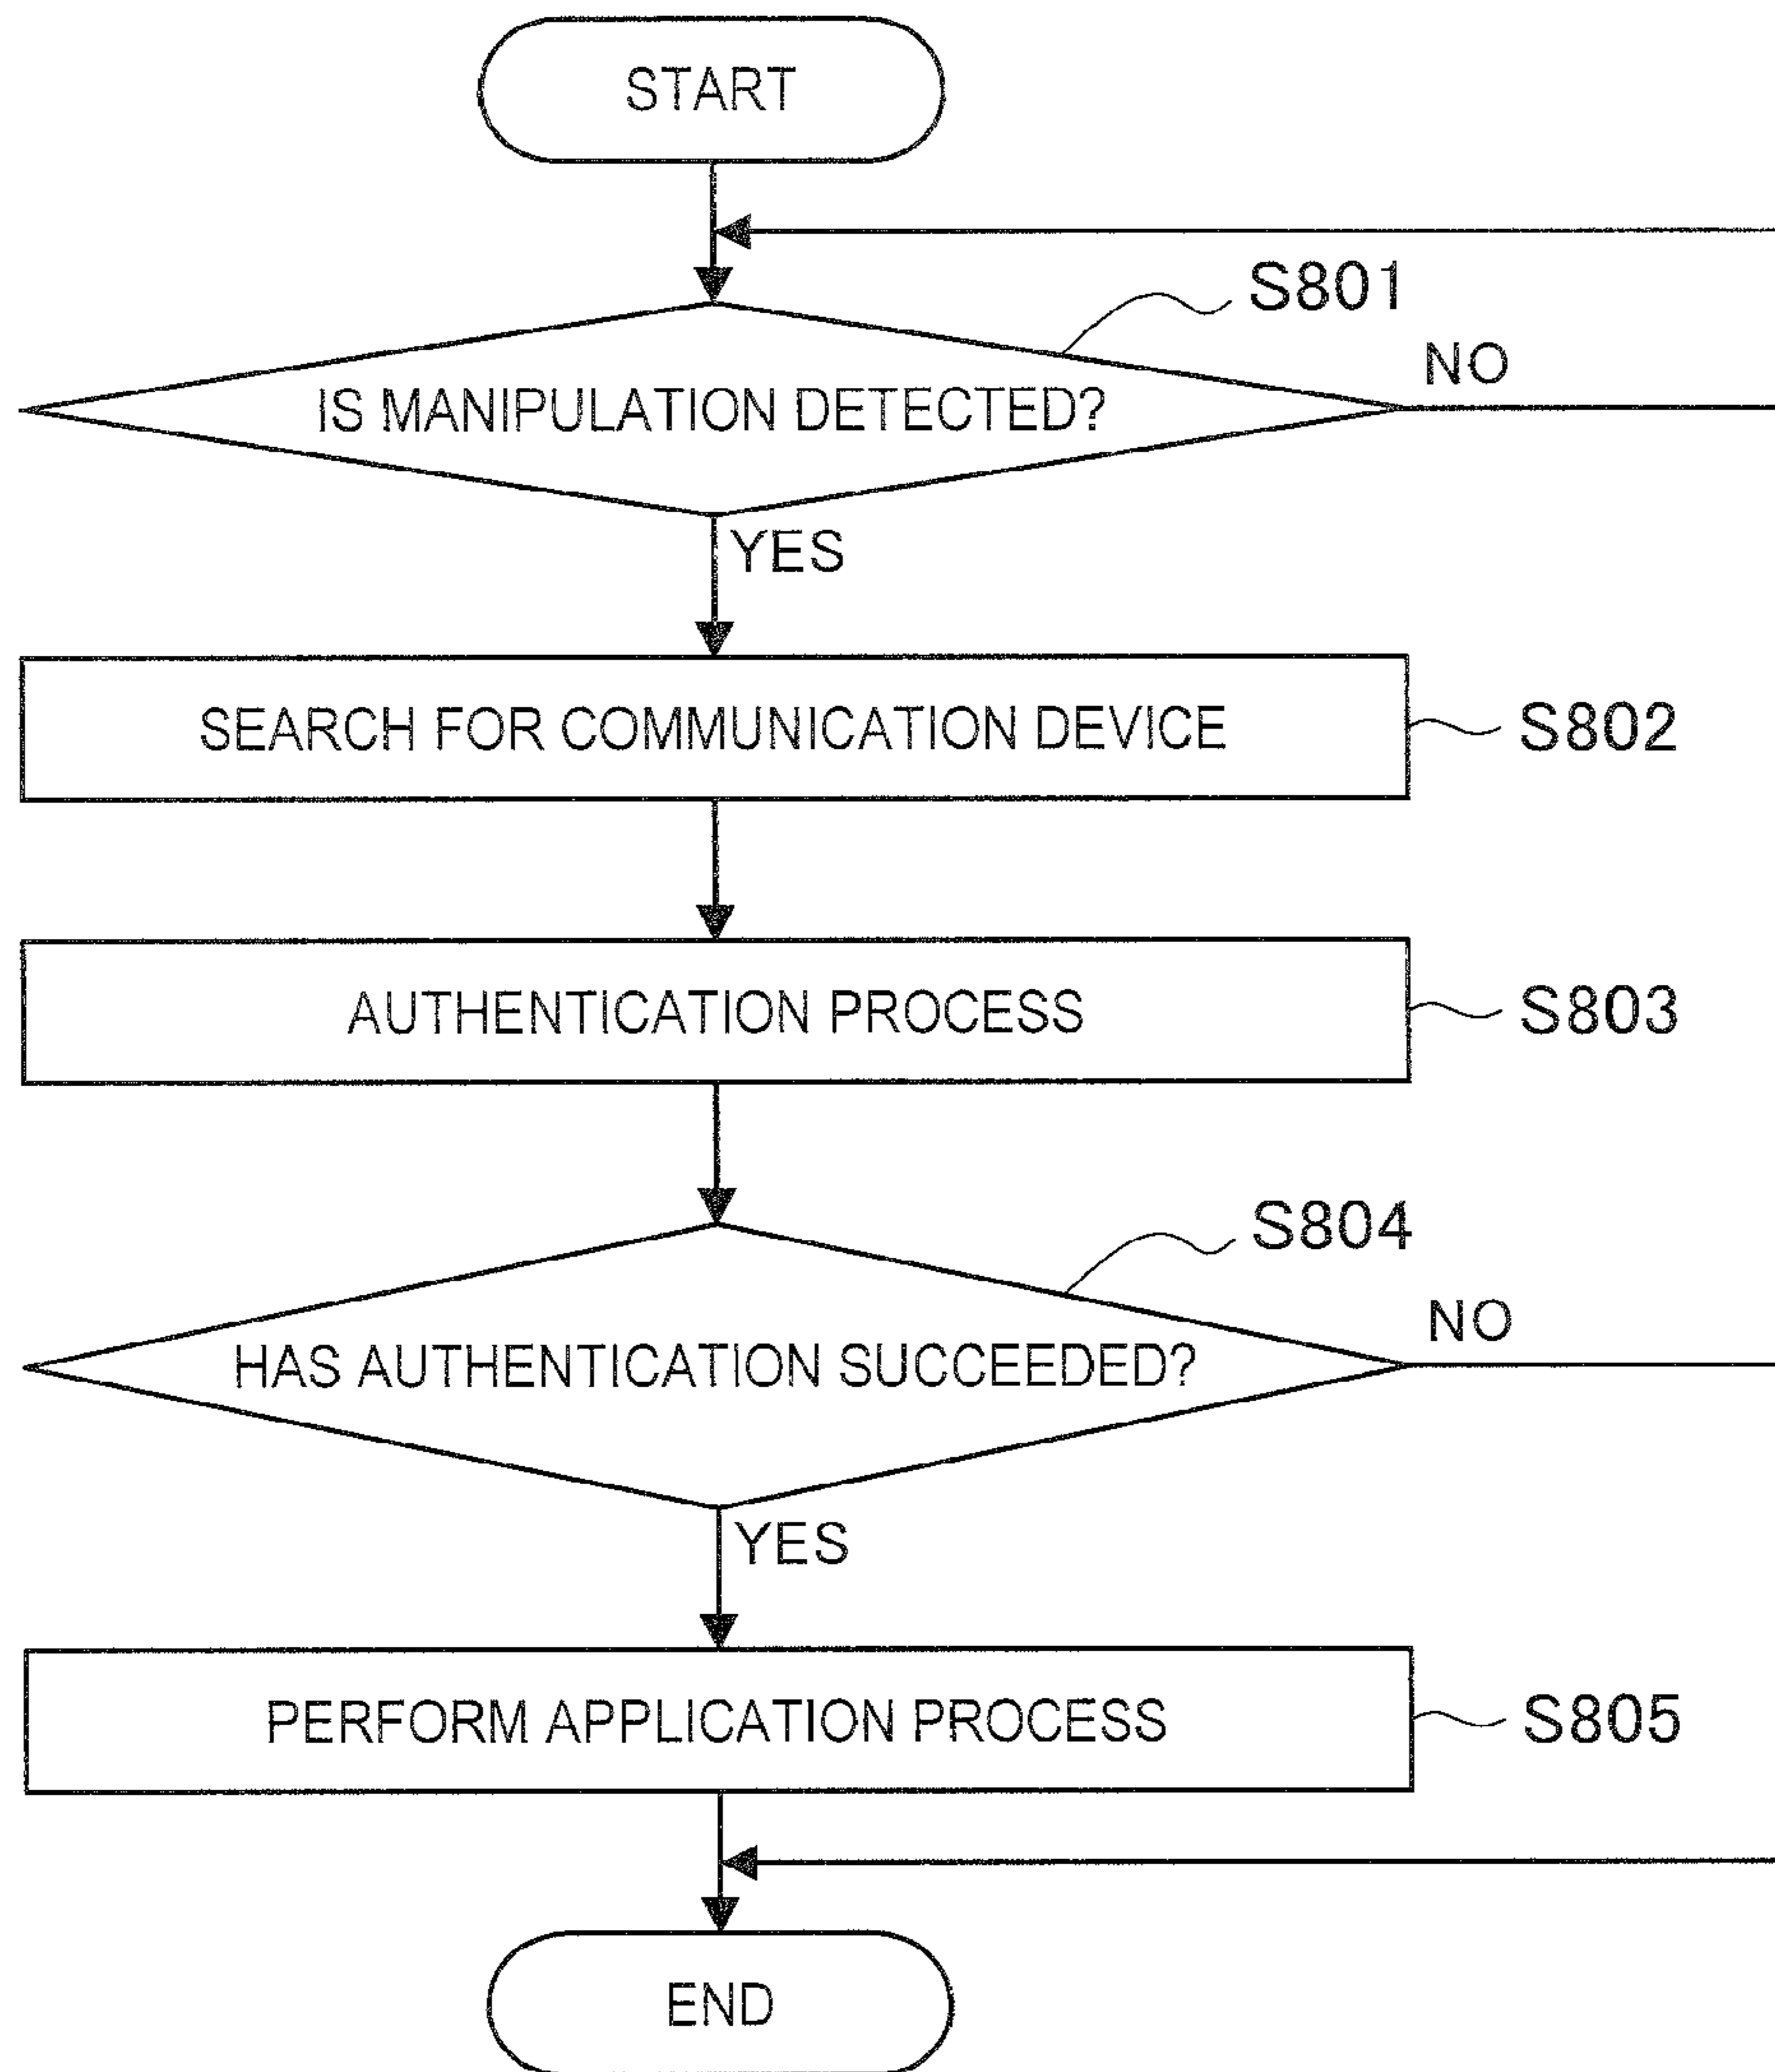 START
S801
NO
IS MANIPULATION DETECTED?
YES
SEARCH FOR COMMUNICATION DEVICE
S802
AUTHENTICATION PROCESS
S803
S804
NO
HAS AUTHENTICATION SUCCEEDED?
YES
PERFORM APPLICATION PROCESS
S805
END